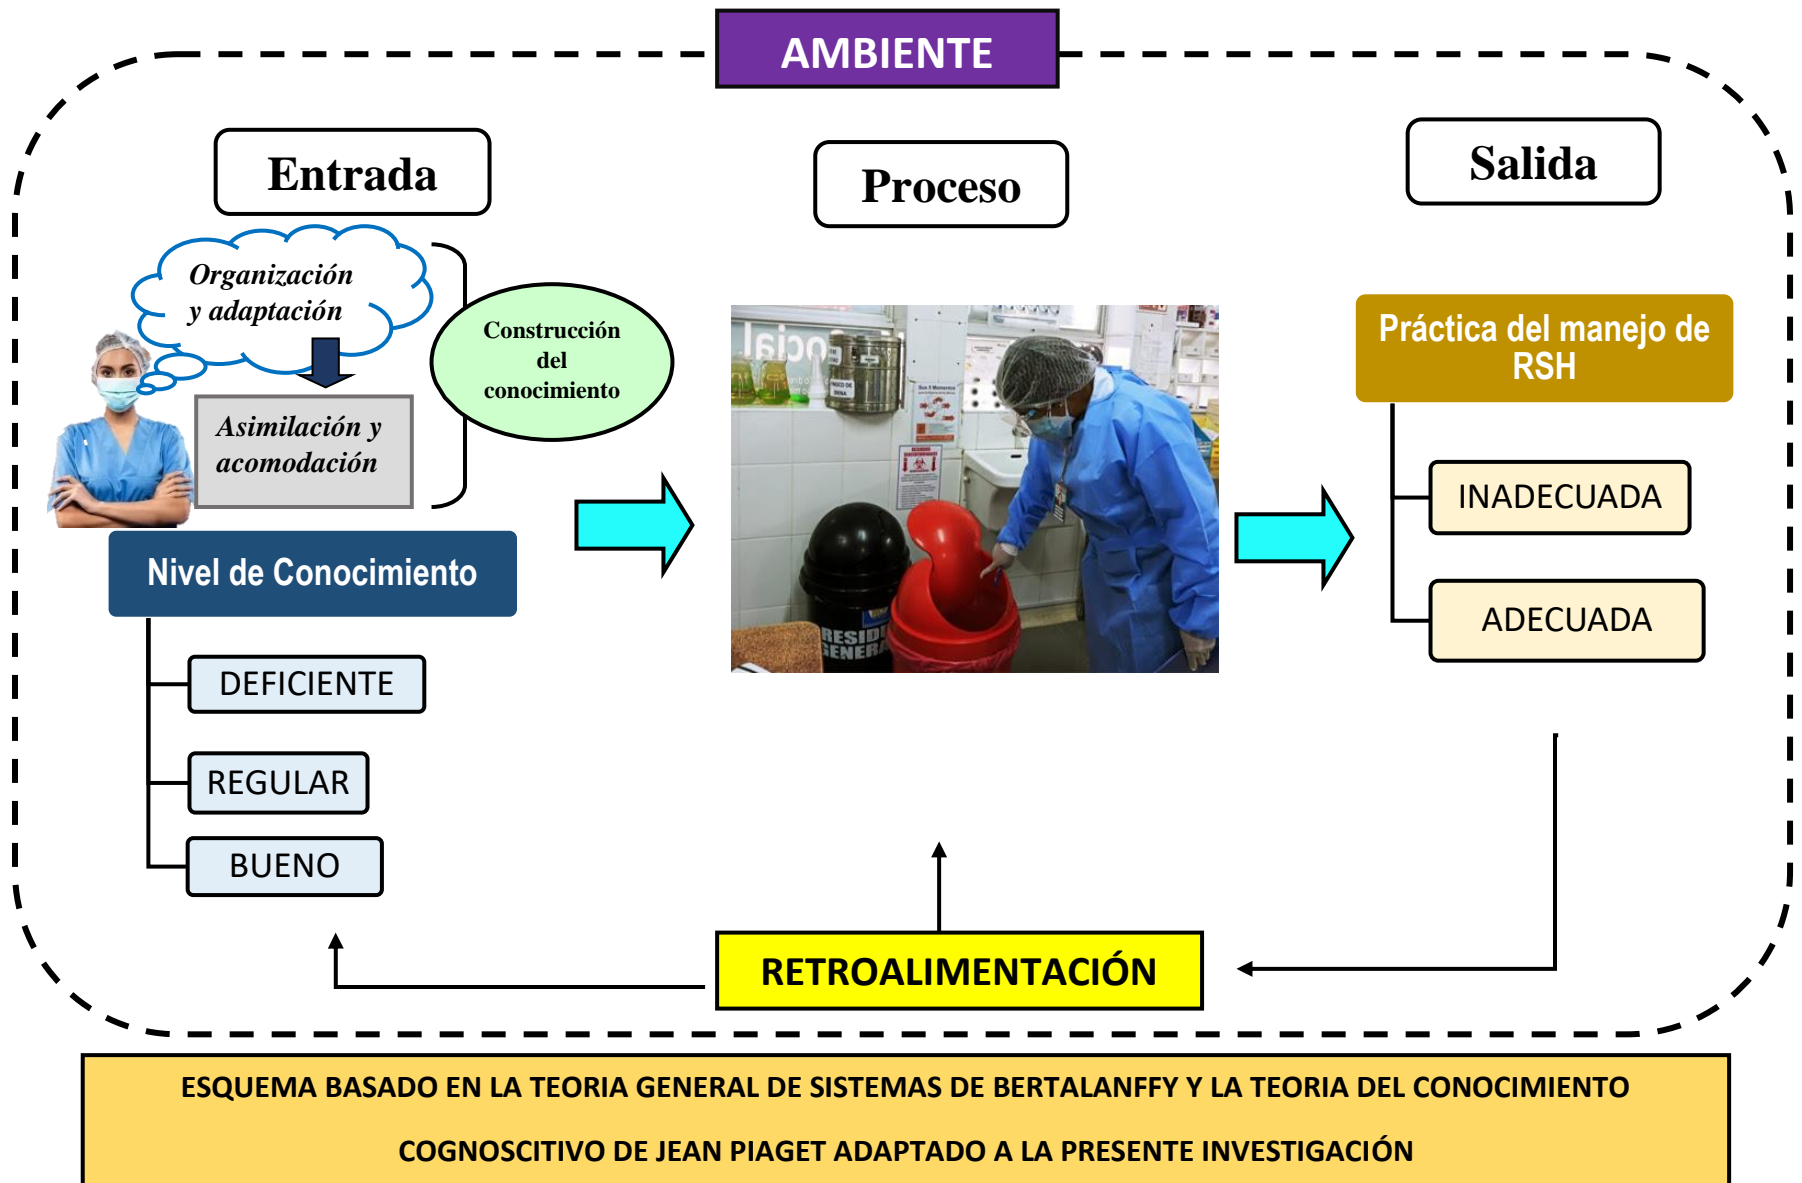 AMBIENTE
Entrada
Proceso
Salida
Organización
y adaptación
Asimilación y
acomodación
Construcción
del
conocimiento
Nivel de Conocimiento
DEFICIENTE
REGULAR
BUENO
RESID
GENER
Práctica del manejo de
RSH
INADECUADA
ADECUADA
RETROALIMENTACIÓN
ESQUEMA BASADO EN LA TEORIA GENERAL DE SISTEMAS DE BERTALANFFY Y LA TEORIA DEL CONOCIMIENTO
COGNOSCITIVO DE JEAN PIAGET ADAPTADO A LA PRESENTE INVESTIGACIÓN